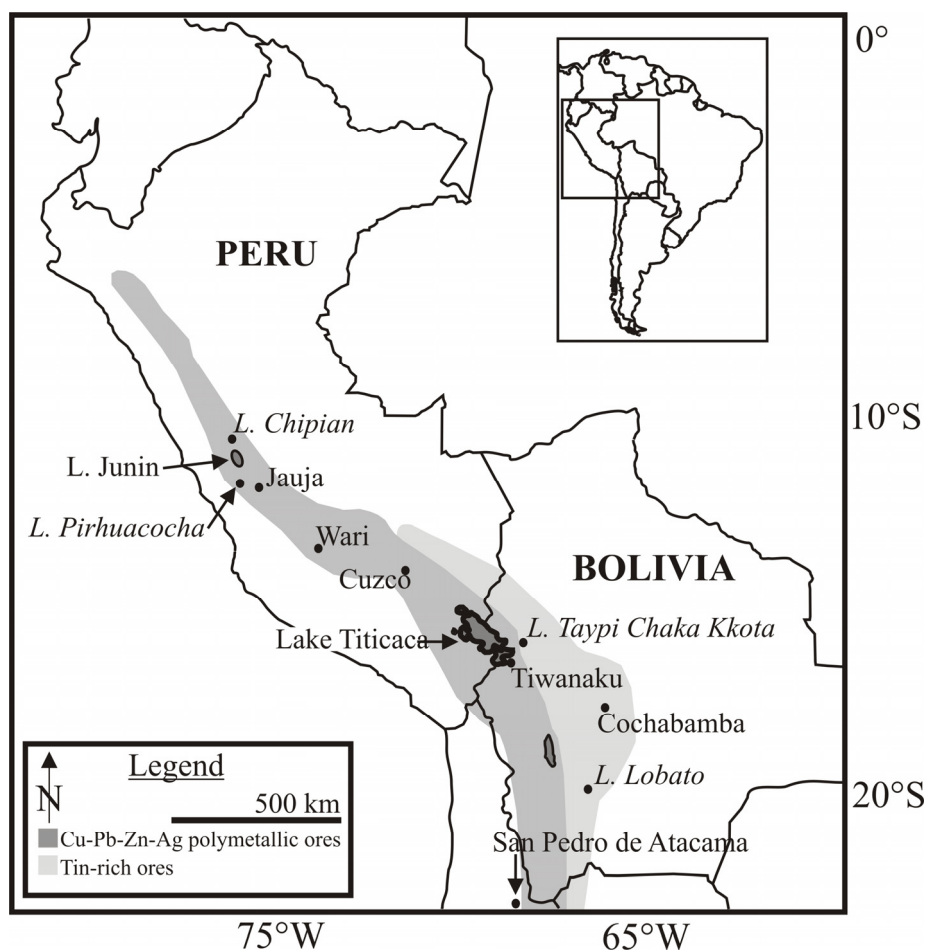 0°
PERU
10°S
L. Chipian
L. Junin
Jauja
L. Pirhuacocha
Wari
BOLIVIA
Cuzco
L. Taypi Chaka Kkota
Lake Titicaca
Tiwanaku
Cochabamba
L. Lobato
20°S
Legend
N
500 km
Cu-Pb-Zn-Ag polymetallic ores
Tin-rich ores
San Pedro de Atacama
75°W
65°W